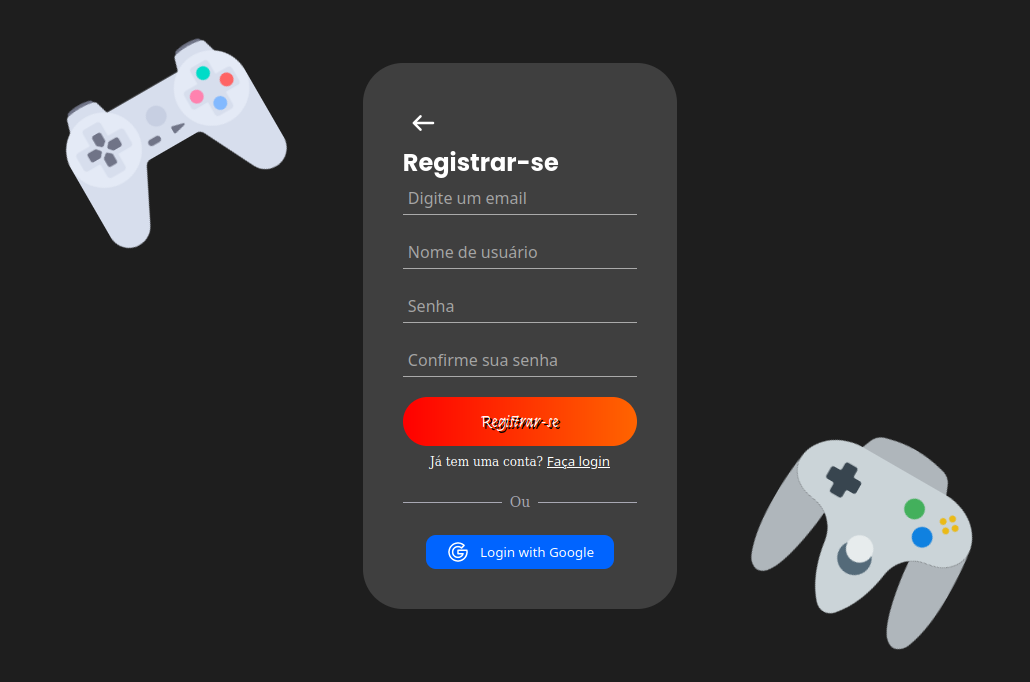 Registrar-se
Digite um email
Nome de usuário
Senha
Confirme sua senha
Registrar-se
Já tem uma conta? Faça login
Ou
Login with Google